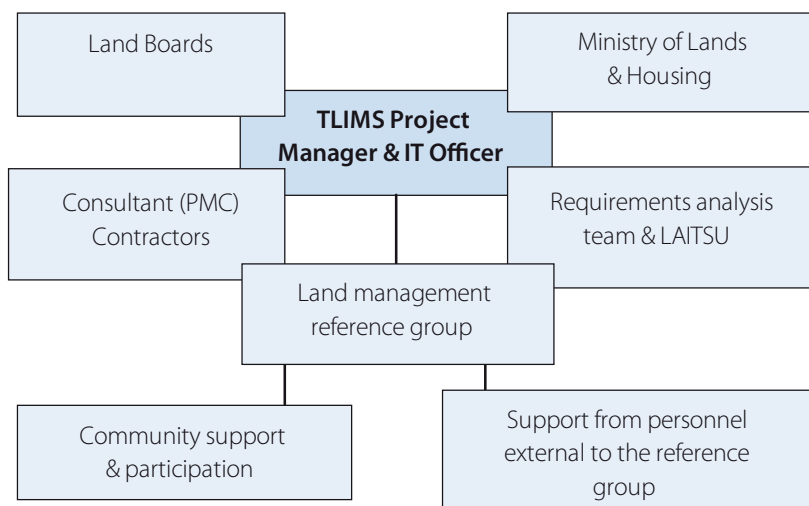 Land Boards
Ministry of Lands
& Housing
TLIMS Project
Manager & IT Officer
Consultant (PMC)
Contractors
Requirements analysis
team & LAITSU
Land management
reference group
Community support
& participation
Support from personnel
external to the reference
group